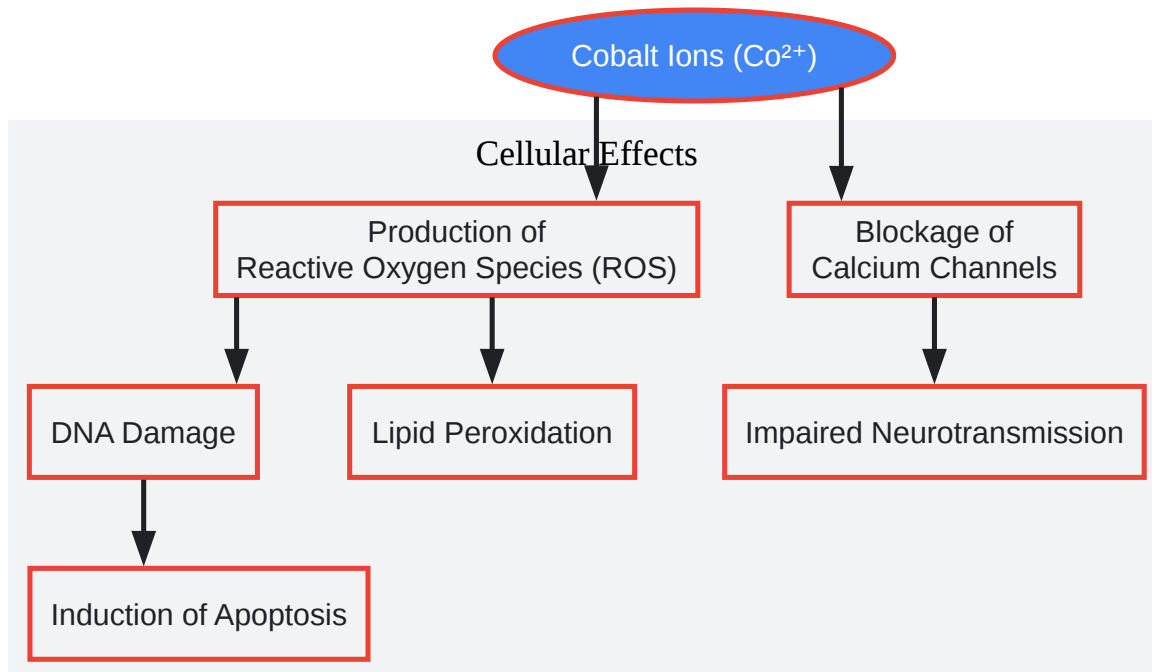 Cobalt Ions (Co²⁺)
Cellular Effects
Production of
Reactive Oxygen Species (ROS)
Blockage of
Calcium Channels
DNA Damage
Lipid Peroxidation
Impaired Neurotransmission
Induction of Apoptosis